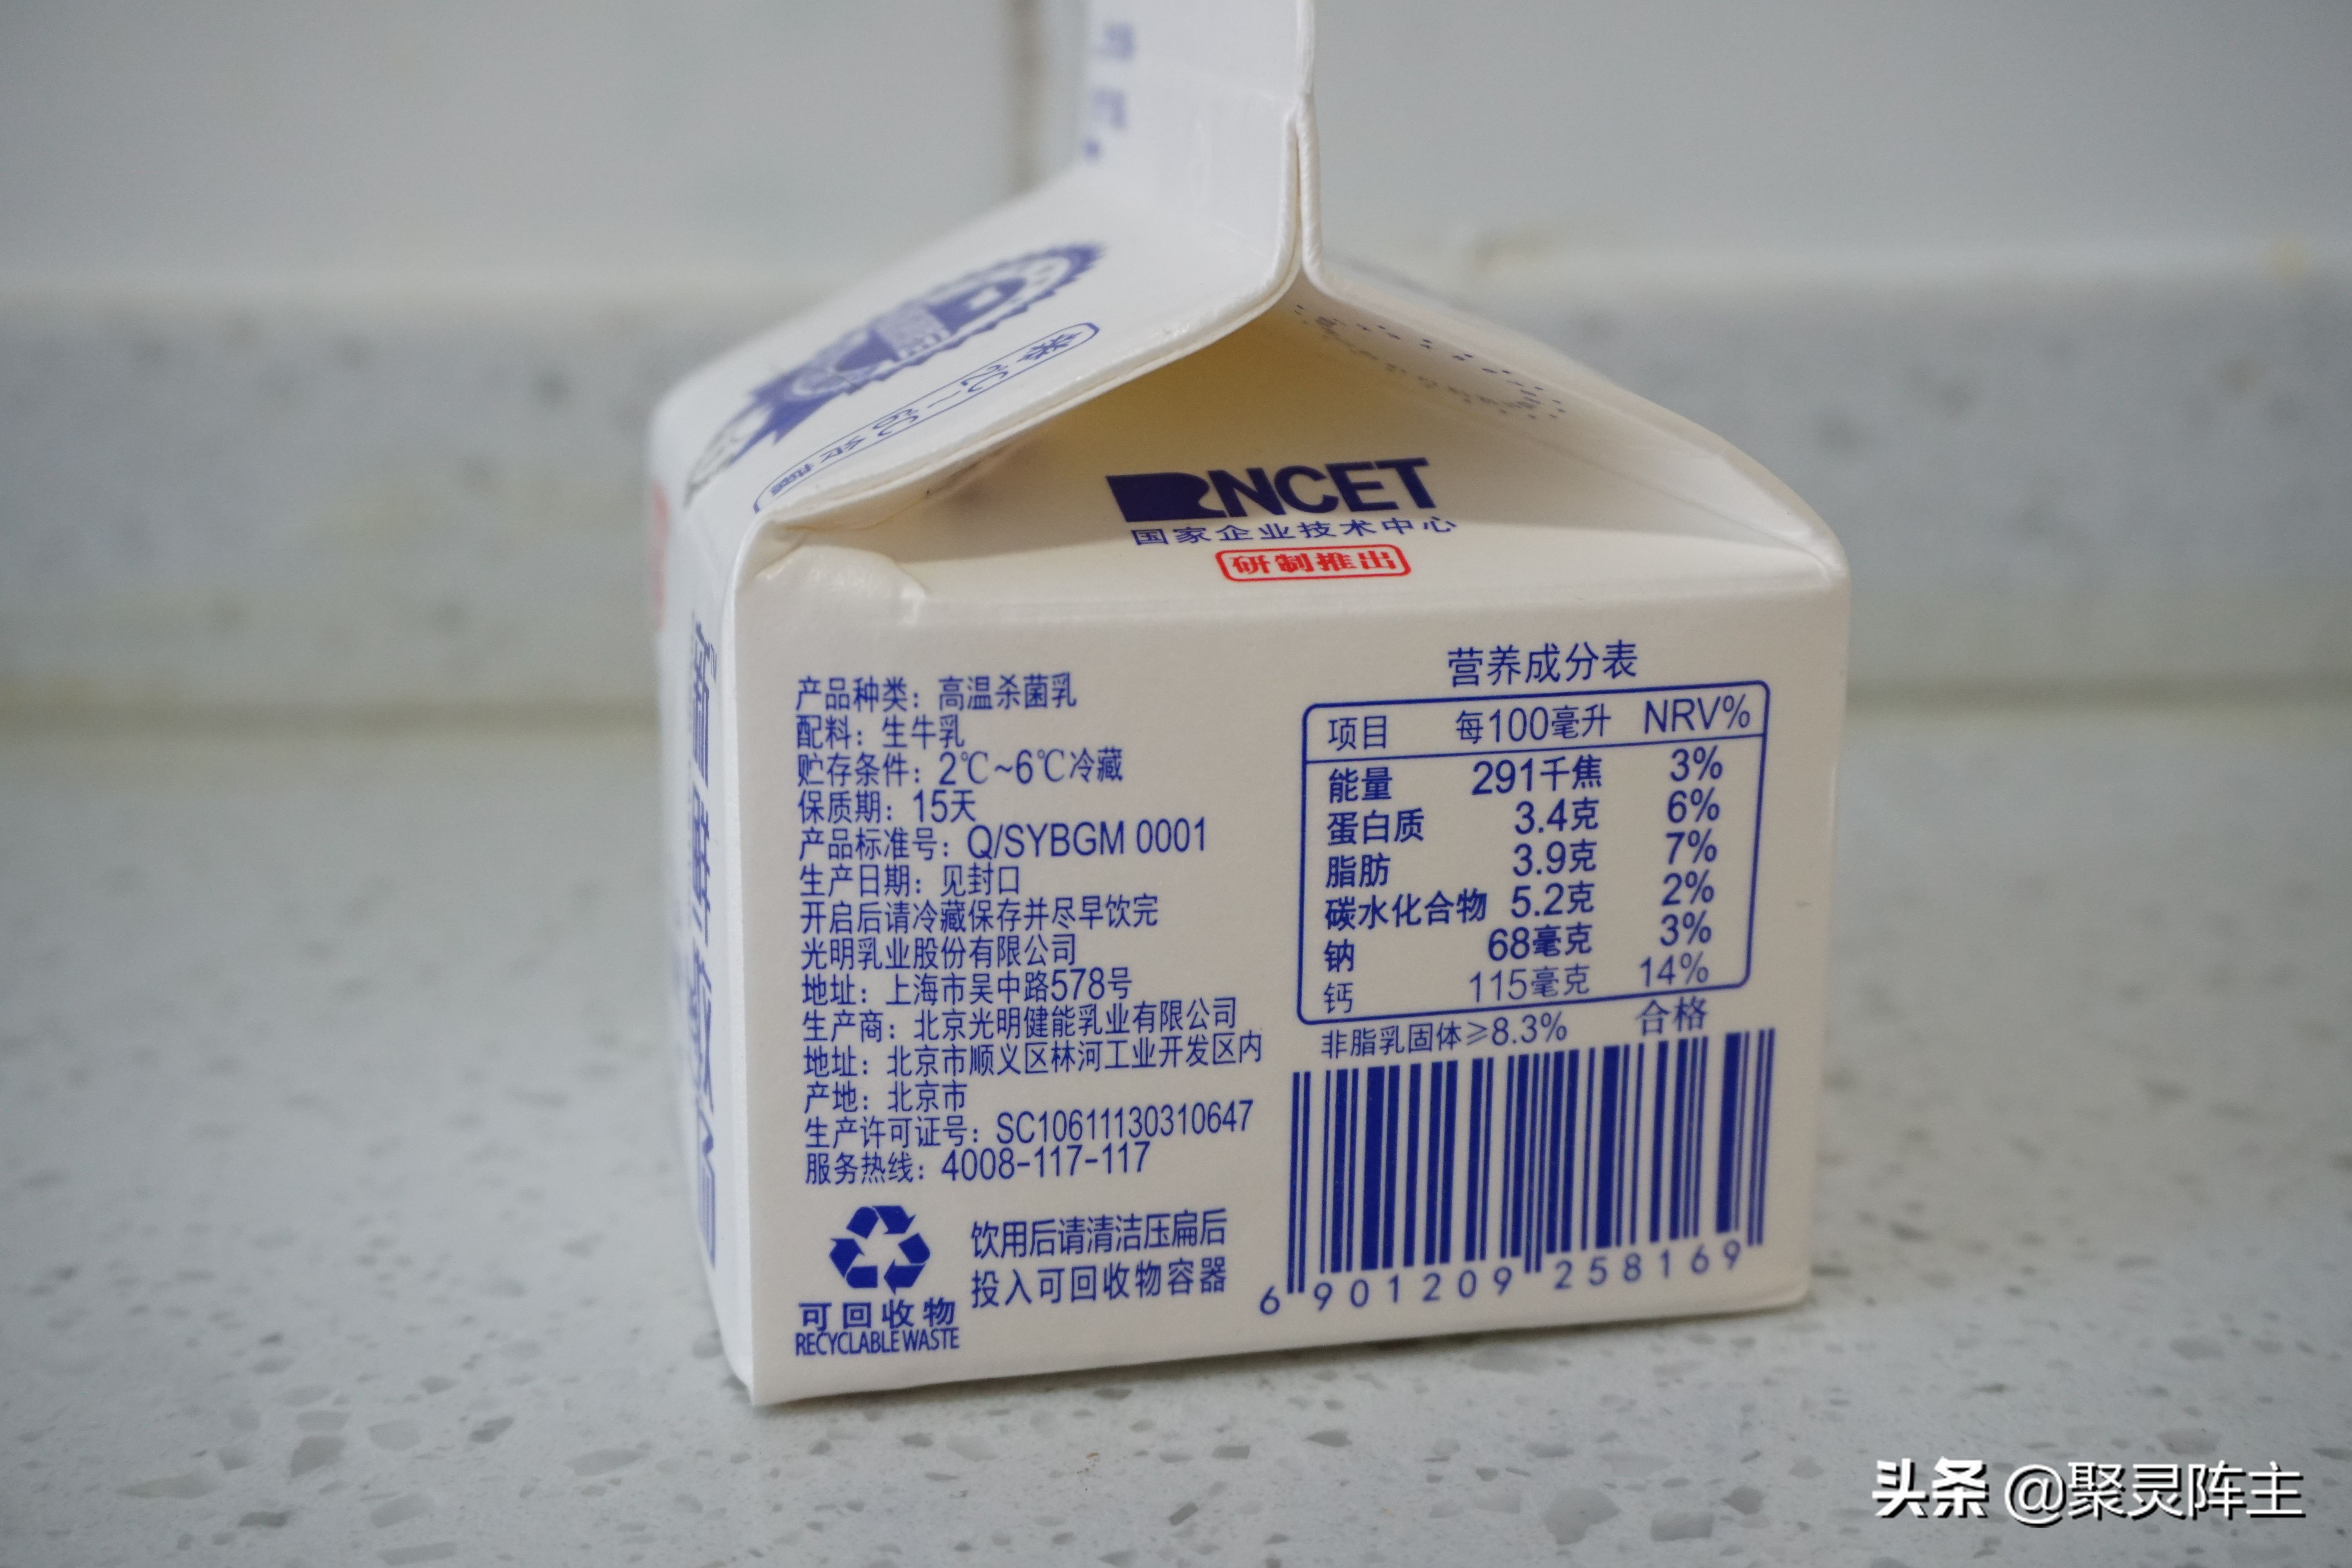 RNCET
国家企业技术中心
研制推出
产品种类：高温杀菌乳
配料：生牛乳
贮存条件：2℃~6℃冷藏
保质期：15天
产品标准号：Q/SYBGM 0001
生产日期：见封口
开启后请冷藏保存并尽早饮完
光明乳业股份有限公司
地址：上海市吴中路578号
生产商：北京光明健能乳业有限公司
地址：北京市顺义区林河工业开发区内
产地：北京市
生产许可证号：SC10611130310647
服务热线：4008-117-117
可回收物
RECYCLABLE WASTE
饮用后请清洁压扁后
投入可回收物容器
营养成分表
项目 每100毫升 NRV%
能量 291千焦 3%
蛋白质 3.4克 6%
脂肪 3.9克 7%
碳水化合物 5.2克 2%
钠 68毫克 3%
钙 115毫克 14%
非脂乳固体≥8.3% 合格
6 901209 258169
头条 @聚灵阵主